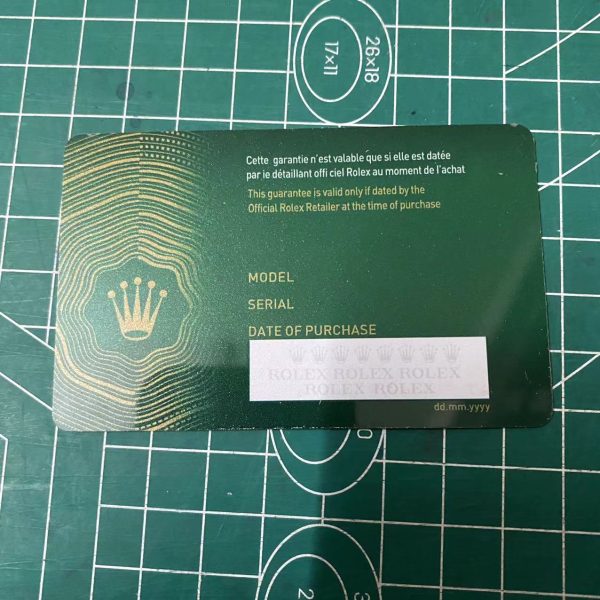 26x18
17x11
Cette garantie n'est valable que si elle est datée
par ie détaillant offi ciel Rolex au moment de l'achat
This guarantee is valid only if dated by the
Official Rolex Retailer at the time of purchase
MODEL
SERIAL
DATE OF PURCHASE
ROLEX ROLEX ROLEX
ROLEX ROLEX
dd.mm.yyyy